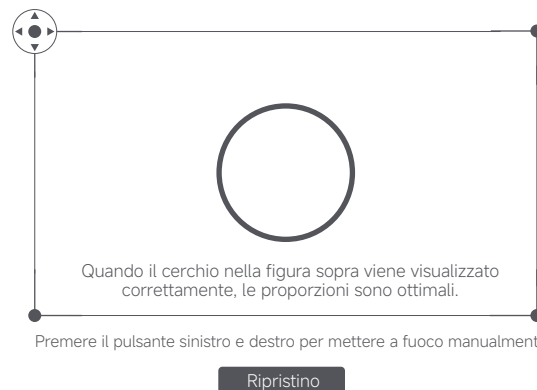 Quando il cerchio nella figura sopra viene visualizzato
correttamente, le proporzioni sono ottimali.
Premere il pulsante sinistro e destro per mettere a fuoco manualment
Ripristino